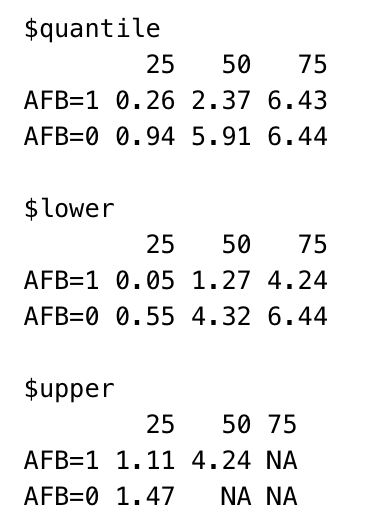 $quantile
25 50 75
AFB=1 0.26 2.37 6.43
AFB=0 0.94 5.91 6.44
$lower
25 50 75
AFB=1 0.05 1.27 4.24
AFB=0 0.55 4.32 6.44
$upper
25 50 75
AFB=1 1.11 4.24 NA
AFB=0 1.47 NA NA